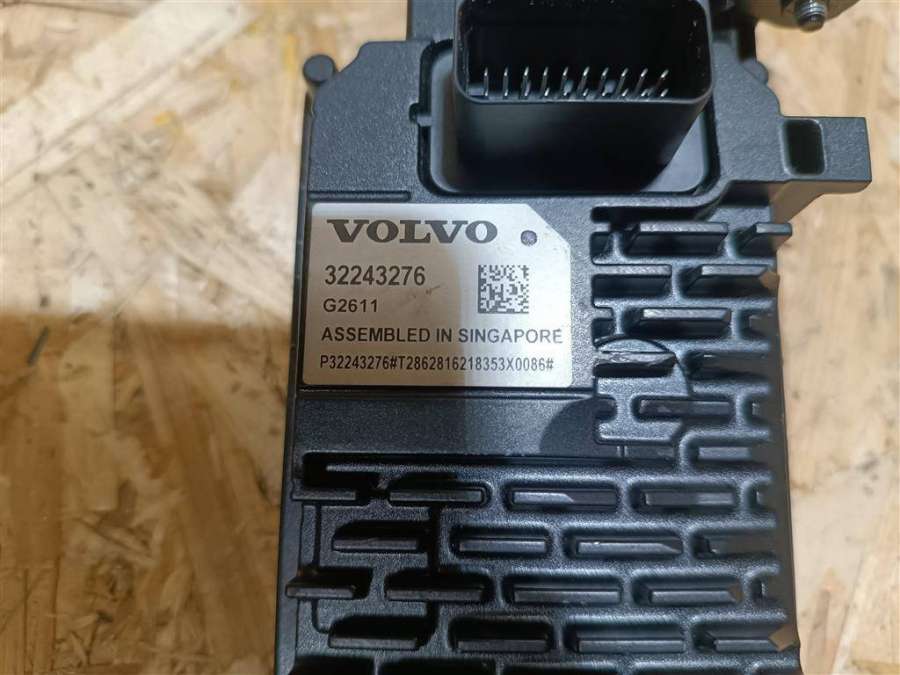 VOLVO
32243276
G2611
ASSEMBLED IN SINGAPORE
P32243276#T2862816218353X0086#